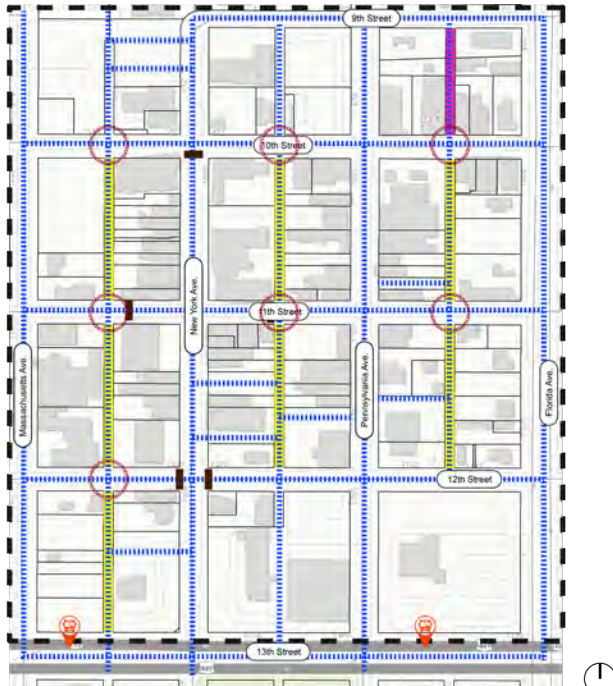 9th Street
10th Street
New York Ave.
11th Street
Massachusetts Ave.
Pennsylvania Ave.
Florida Ave.
12th Street
13th Street